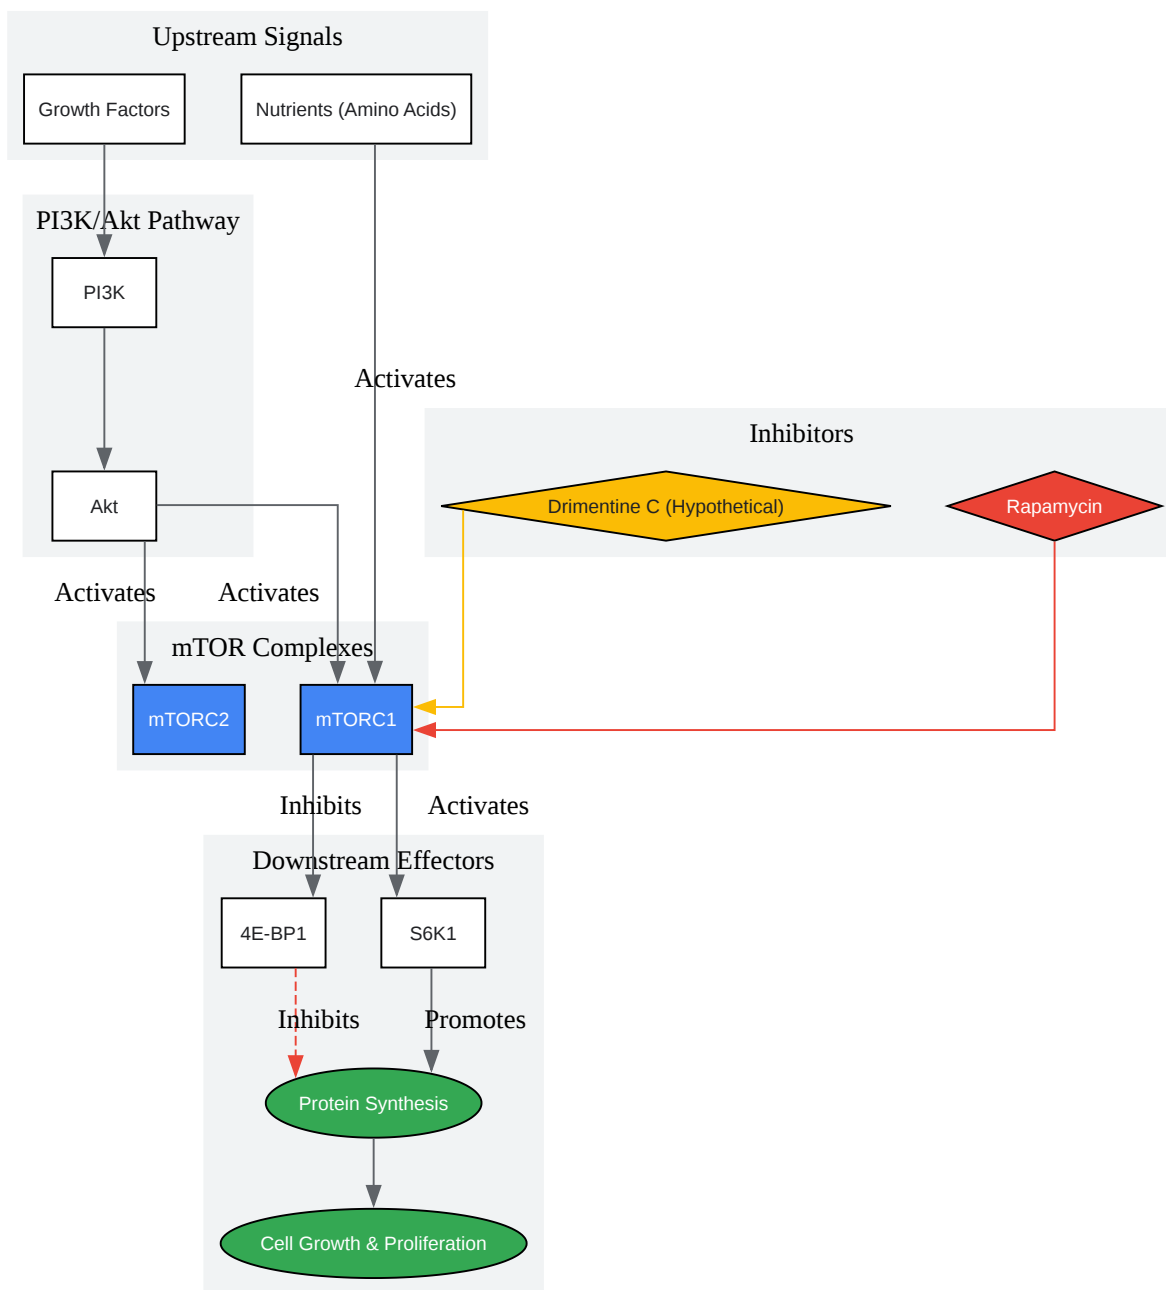 Upstream Signals
Growth Factors
Nutrients (Amino Acids)
PI3K/Akt Pathway
PI3K
Activates
Inhibitors
Akt
Drimentine C (Hypothetical)
Rapamycin
Activates
Activates
mTOR Complexes
mTORC2
mTORC1
Inhibits
Activates
Downstream Effectors
4E-BP1
S6K1
Inhibits
Promotes
Protein Synthesis
Cell Growth & Proliferation